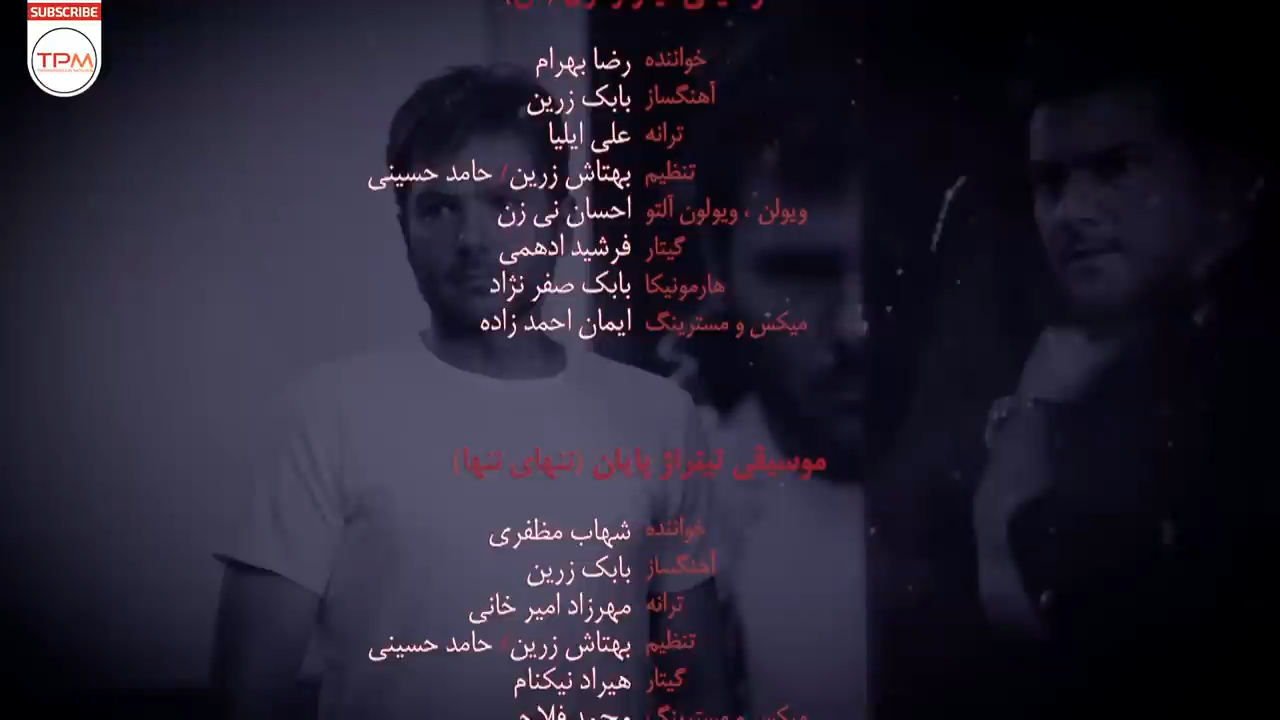 SUBSCRIBE
TPM
خواننده رضا بهرام
آهنگساز بابک زرین
ترانه علی ایلیا
تنظیم بهتاش زرین / حامد حسینی
ویولن ، ویولون آلتو احسان نی زن
گیتار فرشید ادهمی
هارمونیکا بابک صفر نژاد
میکس و مسترینگ ایمان احمد زاده
موسیقی تیتراژ پایان (تنهای تنها)
خواننده شهاب مظفری
آهنگساز بابک زرین
ترانه مهرزاد امیر خانی
تنظیم بهتاش زرین / حامد حسینی
گیتار هیراد نیکنام
میکس و مسترینگ